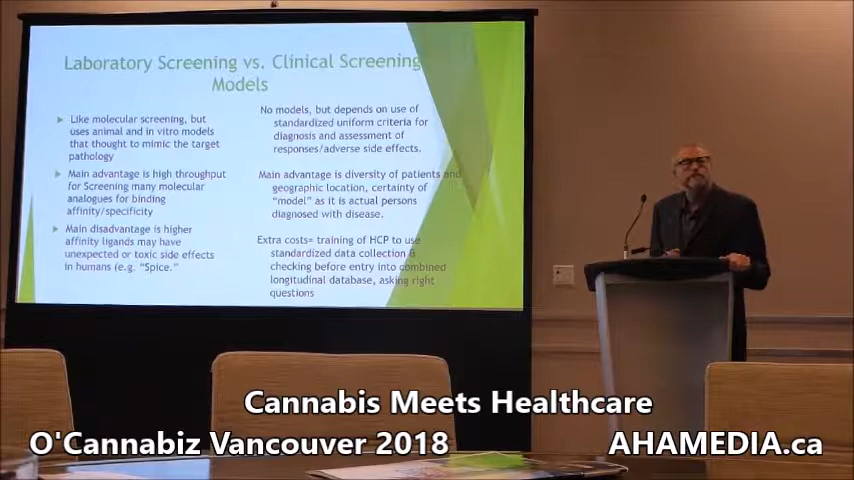 Laboratory Screening vs. Clinical Screening
Models
Like molecular screening, but
uses animal and in vitro models
that thought to mimic the target
pathology
Main advantage is high throughput
for Screening many molecular
analogues for binding
affinity/specificity
Main disadvantage is higher
affinity ligands may have
unexpected or toxic side effects
in humans (e.g. "Spice."
No models, but depends on use of
standardized uniform criteria for
diagnosis and assessment of
responses/adverse side effects.
Main advantage is diversity of patients and
geographic location, certainty of
"model" as it is actual persons
diagnosed with disease.
Extra costs= training of HCP to use
standardized data collection &
checking before entry into combined
longitudinal database, asking right
questions
Cannabis Meets Healthcare
O'Cannabiz Vancouver 2018
AHAMEDIA.ca